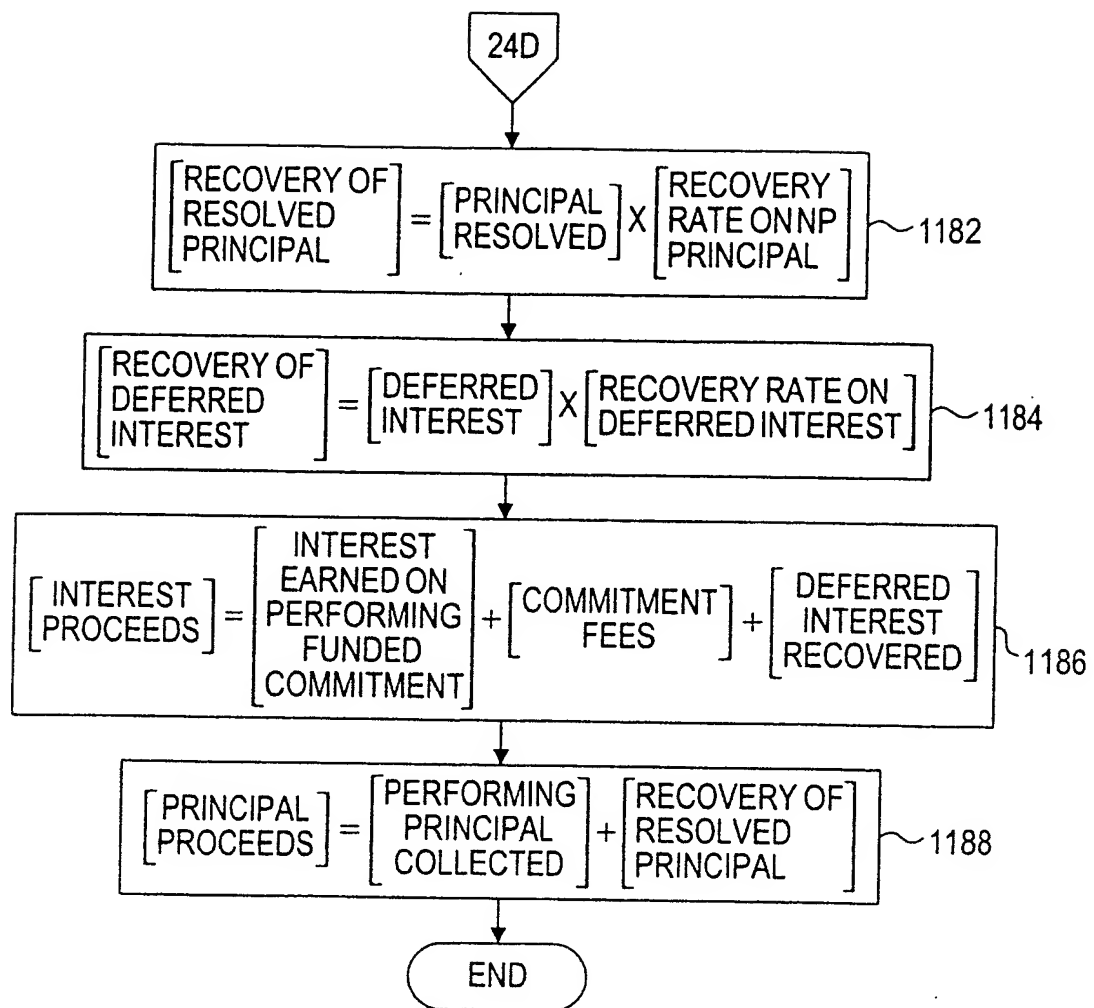 24D
RECOVERY OF
RESOLVED
PRINCIPAL
=
PRINCIPAL
RESOLVED
X
RECOVERY
RATE ON NP
PRINCIPAL
1182
RECOVERY OF
DEFERRED
INTEREST
=
DEFERRED
INTEREST
X
RECOVERY RATE ON
DEFERRED INTEREST
1184
INTEREST
PROCEEDS
=
INTEREST
EARNED ON
PERFORMING
FUNDED
COMMITMENT
+
COMMITMENT
FEES
+
DEFERRED
INTEREST
RECOVERED
1186
PRINCIPAL
PROCEEDS
=
PERFORMING
PRINCIPAL
COLLECTED
+
RECOVERY OF
RESOLVED
PRINCIPAL
1188
END